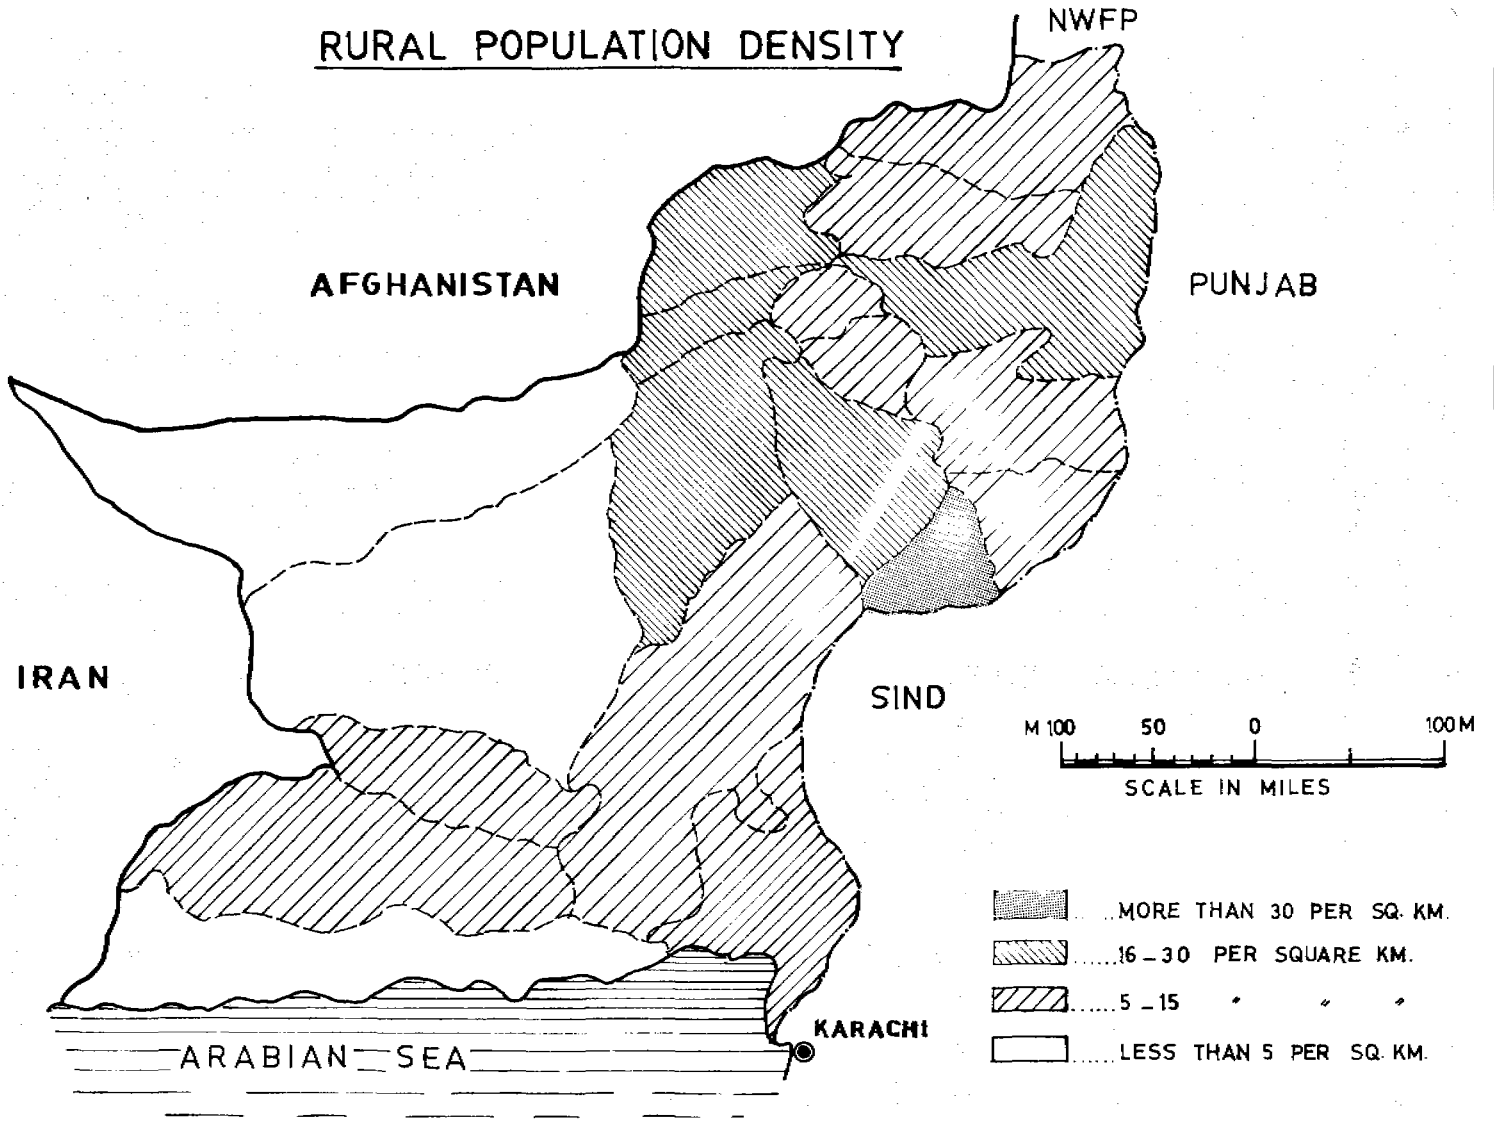 RURAL POPULATION DENSITY
NWFP
AFGHANISTAN
PUNJAB
IRAN
SIND
M 100 50 0 100 M
SCALE IN MILES
MORE THAN 30 PER SQ. KM.
16-30 PER SQUARE KM.
5-15 " " "
LESS THAN 5 PER SQ. KM.
KARACHI
ARABIAN SEA